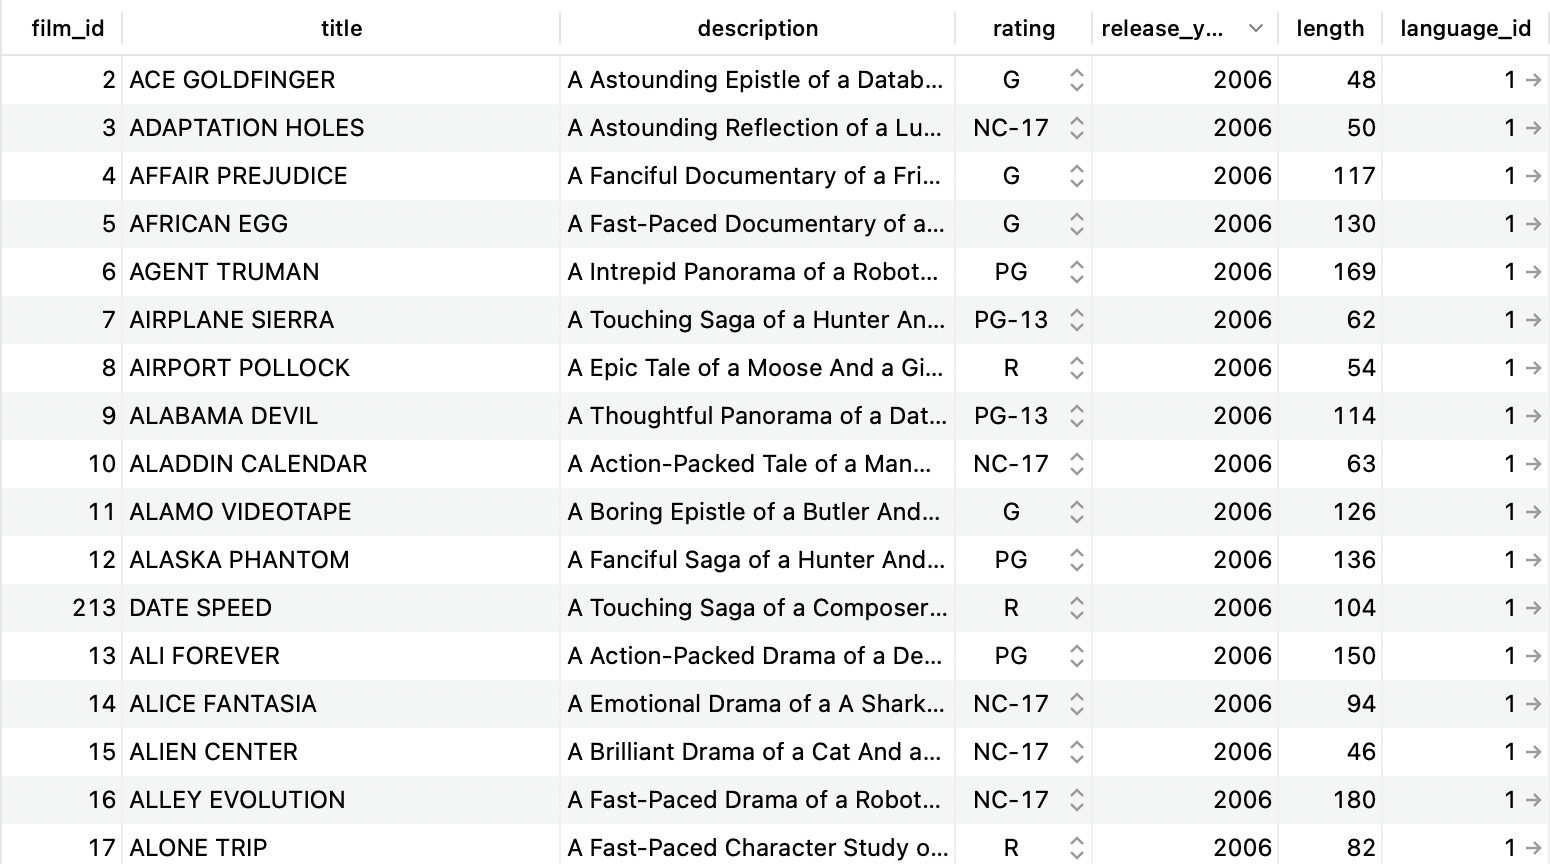 film_id title description rating release_y... length language_id
2 ACE GOLDFINGER A Astounding Epistle of a Datab... G 2006 48 1
3 ADAPTATION HOLES A Astounding Reflection of a Lu... NC-17 2006 50 1
4 AFFAIR PREJUDICE A Fanciful Documentary of a Fri... G 2006 117 1
5 AFRICAN EGG A Fast-Paced Documentary of a... G 2006 130 1
6 AGENT TRUMAN A Intrepid Panorama of a Robot... PG 2006 169 1
7 AIRPLANE SIERRA A Touching Saga of a Hunter An... PG-13 2006 62 1
8 AIRPORT POLLOCK A Epic Tale of a Moose And a Gi... R 2006 54 1
9 ALABAMA DEVIL A Thoughtful Panorama of a Dat... PG-13 2006 114 1
10 ALADDIN CALENDAR A Action-Packed Tale of a Man... NC-17 2006 63 1
11 ALAMO VIDEOTAPE A Boring Epistle of a Butler And... G 2006 126 1
12 ALASKA PHANTOM A Fanciful Saga of a Hunter And... PG 2006 136 1
213 DATE SPEED A Touching Saga of a Composer... R 2006 104 1
13 ALI FOREVER A Action-Packed Drama of a De... PG 2006 150 1
14 ALICE FANTASIA A Emotional Drama of a A Shark... NC-17 2006 94 1
15 ALIEN CENTER A Brilliant Drama of a Cat And a... NC-17 2006 46 1
16 ALLEY EVOLUTION A Fast-Paced Drama of a Robot... NC-17 2006 180 1
17 ALONE TRIP A Fast-Paced Character Study o... R 2006 82 1